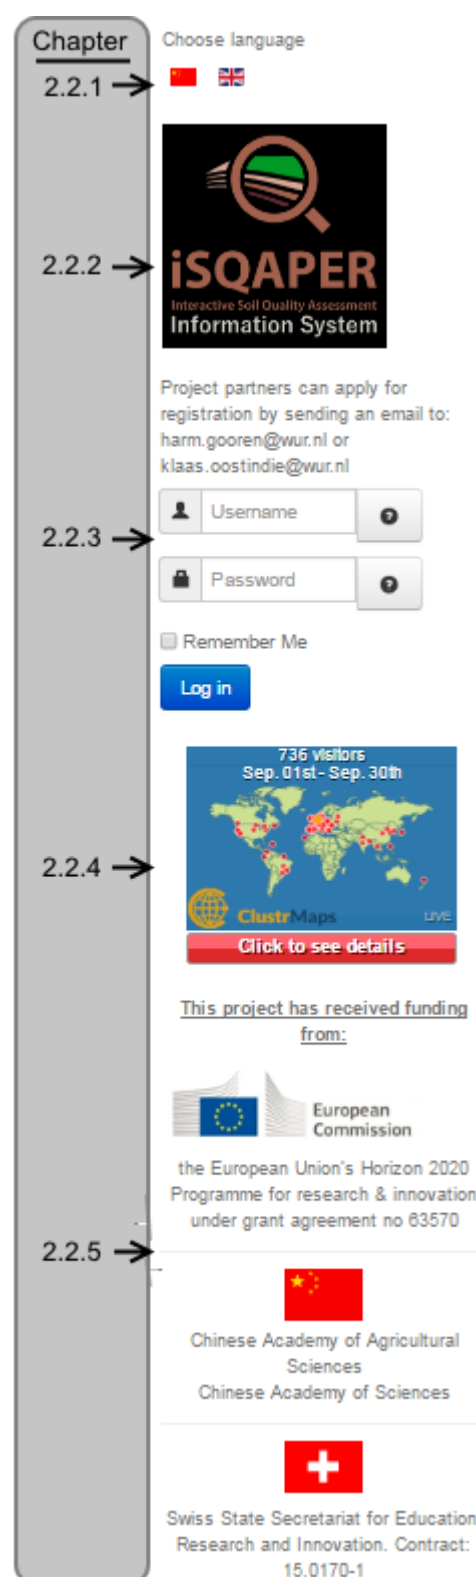 Chapter
Choose language
2.2.1
2.2.2
iSQAPER
Interactive Soil Quality Assessment
Information System
Project partners can apply for
registration by sending an email to:
harm.gooren@wur.nl or
klaas.oostindie@wur.nl
2.2.3
Username
Password
Remember Me
Log in
736 visitors
Sep. 01st - Sep. 30th
2.2.4
ClustrMaps
LIVE
Click to see details
This project has received funding
from:
European
Commission
the European Union's Horizon 2020
Programme for research & innovation
under grant agreement no 63570
2.2.5
Chinese Academy of Agricultural
Sciences
Chinese Academy of Sciences
Swiss State Secretariat for Education
Research and Innovation. Contract:
15.0170-1